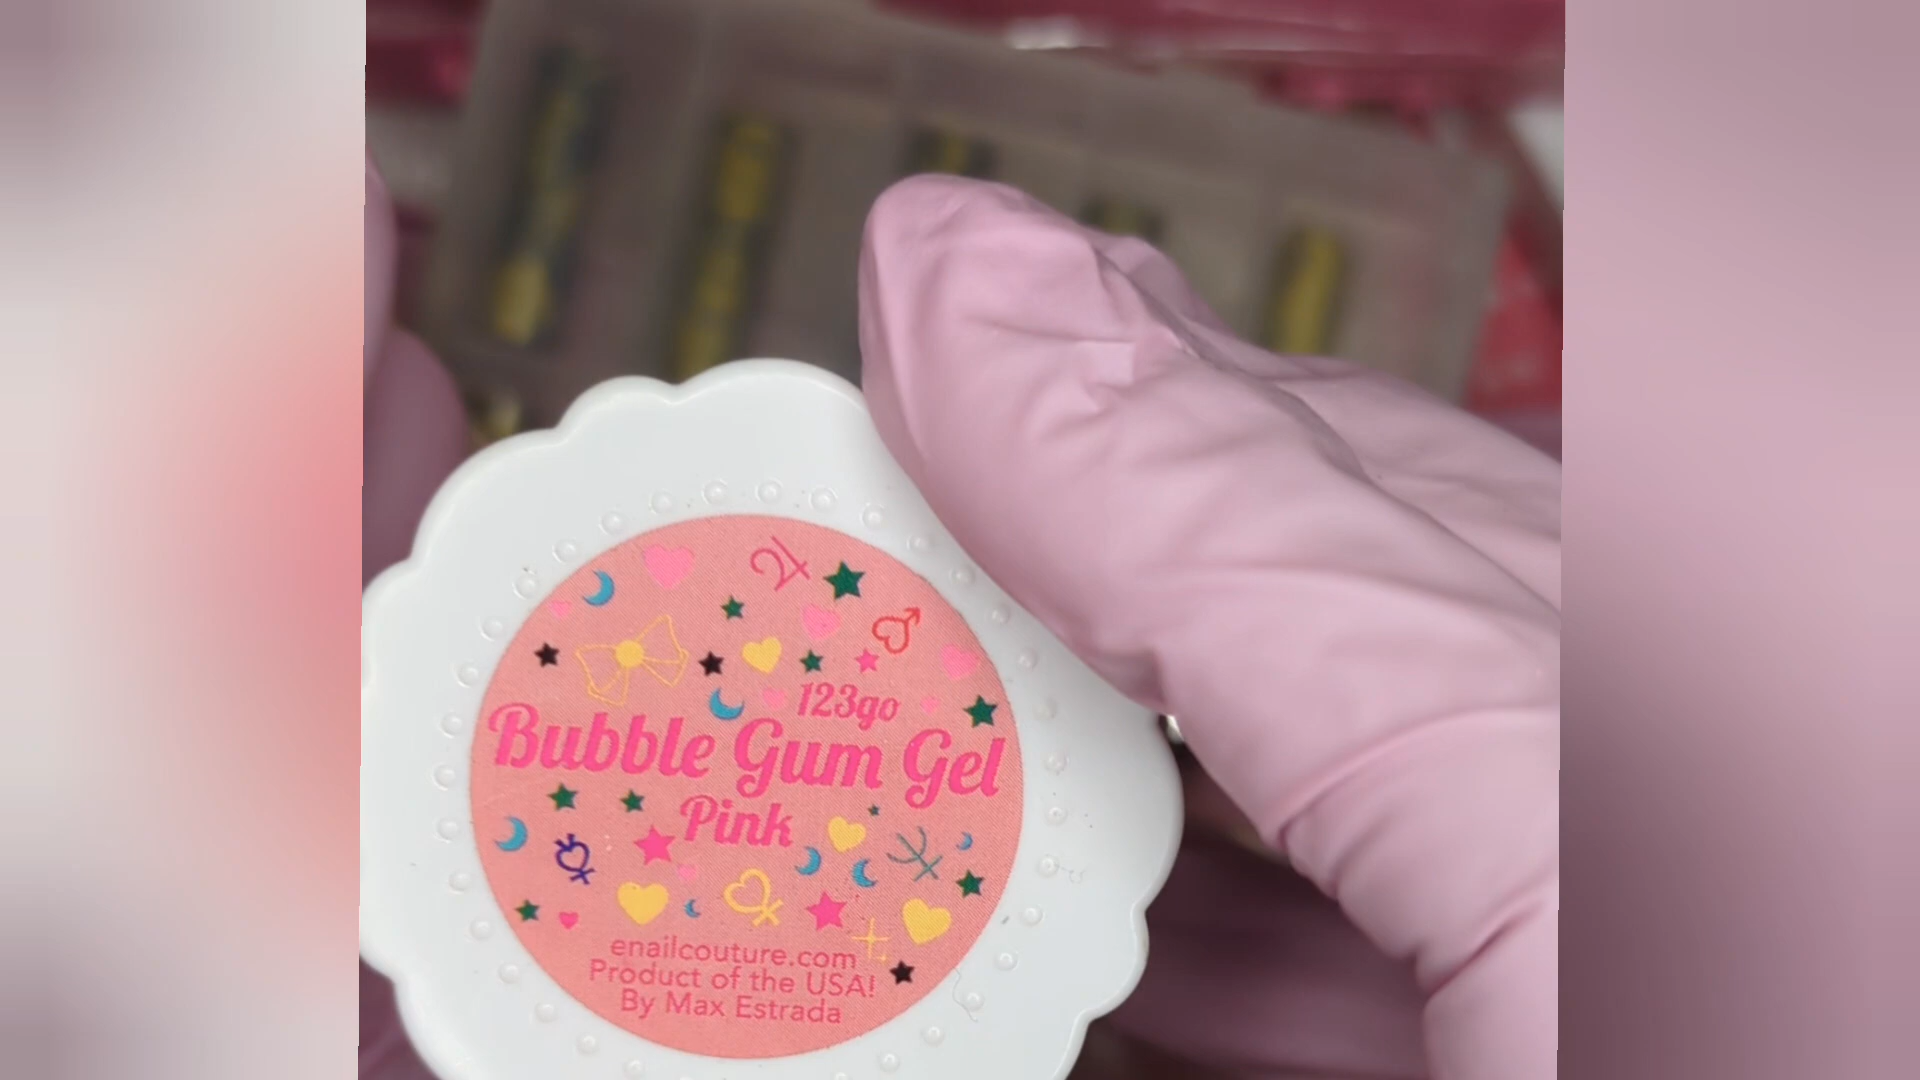 123go
Bubble Gum Gel
Pink
enailcouture.com
Product of the USA!
By Max Estrada